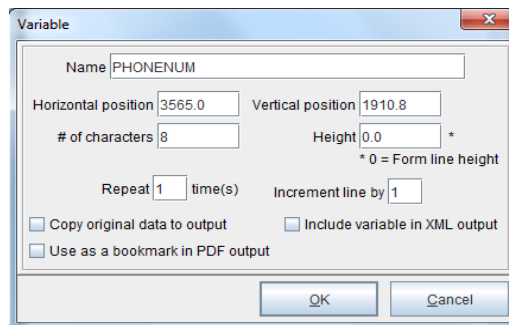 Variable
Name PHONENUM
Horizontal position 3565.0 Vertical position 1910.8
# of characters 8 Height 0.0 *
* 0 = Form line height
Repeat 1 time(s) Increment line by 1
Copy original data to output Include variable in XML output
Use as a bookmark in PDF output
OK Cancel